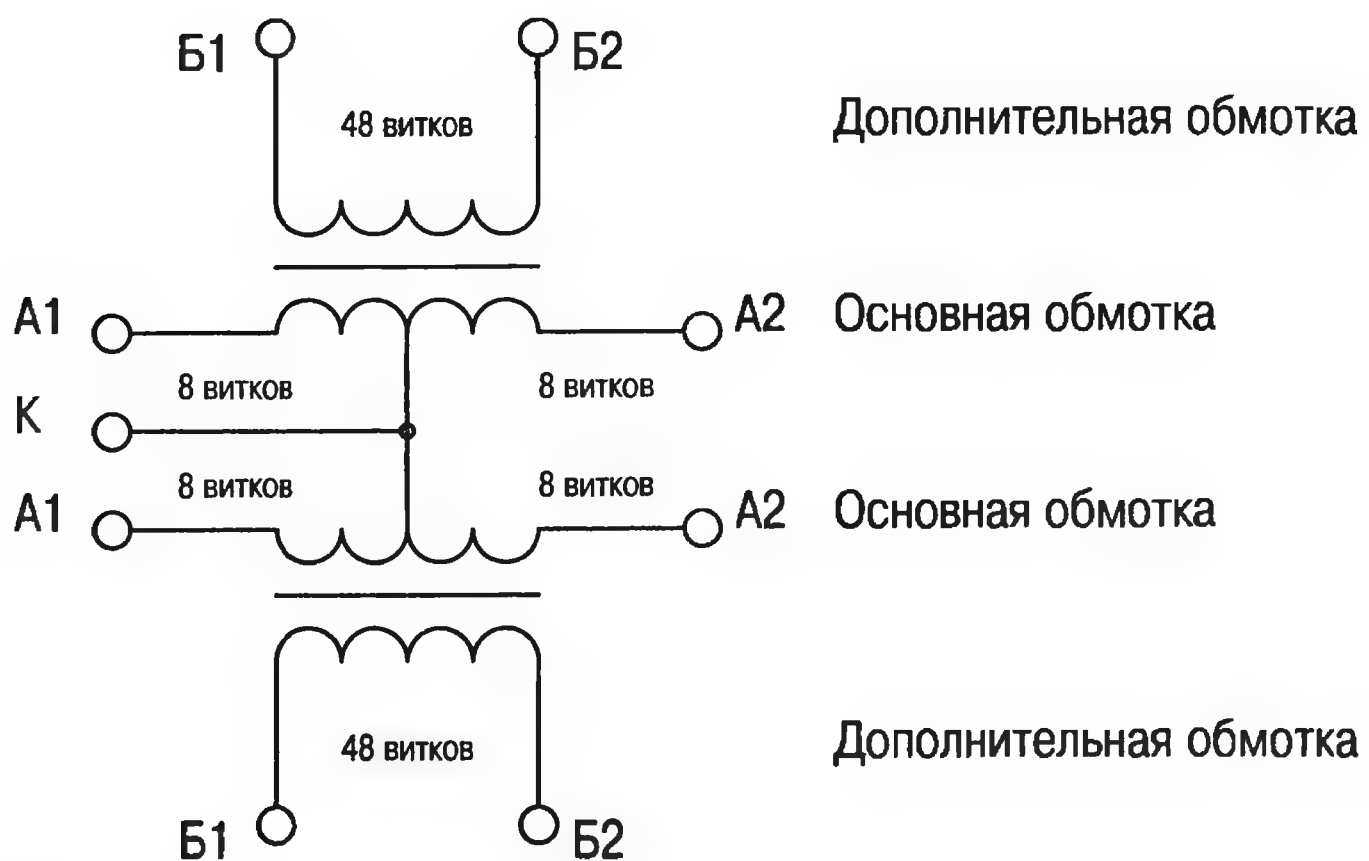 Б1
Б2
48 витков
Дополнительная обмотка
А1
А2
Основная обмотка
8 витков
8 витков
К
8 витков
8 витков
А1
А2
Основная обмотка
48 витков
Дополнительная обмотка
Б1
Б2